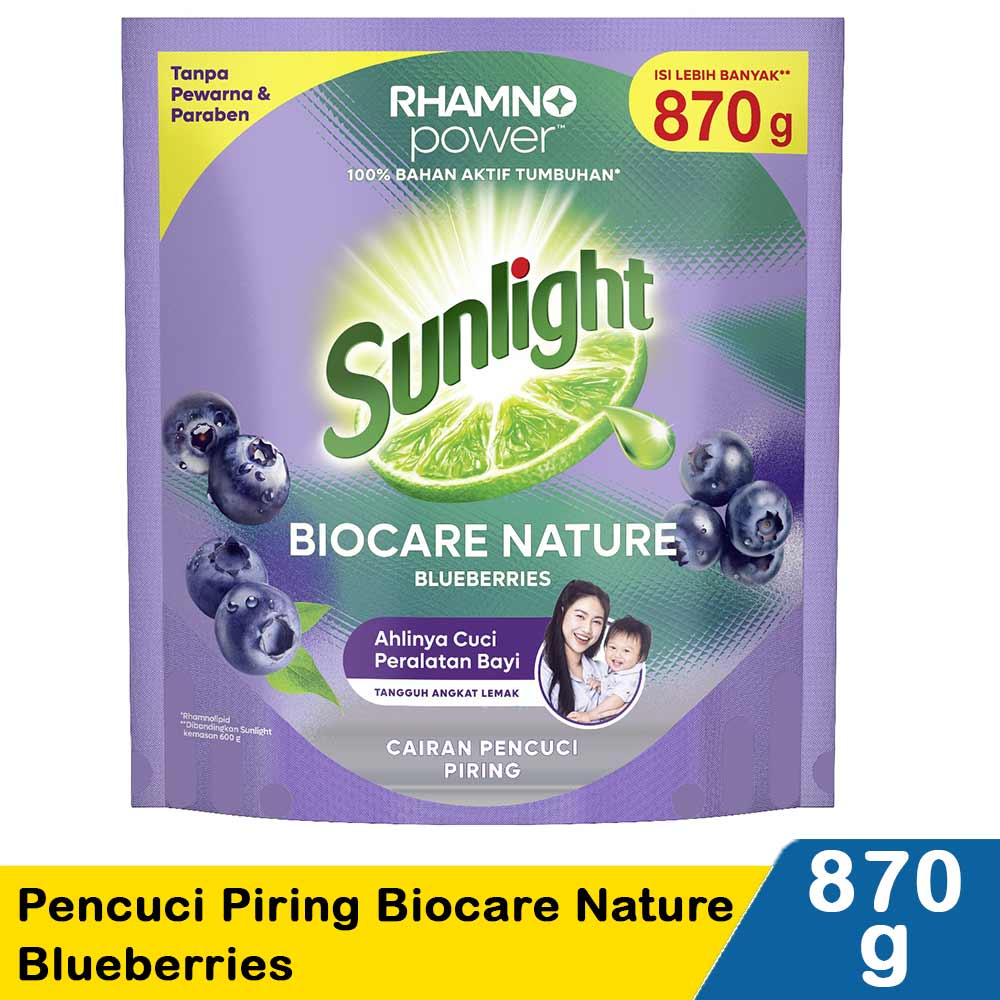 Tanpa
Pewarna &
Paraben
RHAMNO
power™
100% BAHAN AKTIF TUMBUHAN*
ISI LEBIH BANYAK**
870 g
Sunlight
BIOCARE NATURE
BLUEBERRIES
Ahlinya Cuci
Peralatan Bayi
TANGGUH ANGKAT LEMAK
*Rhamnolipid
**Dibandingkan Sunlight
kemasan 600 g
CAIRAN PENCUCI
PIRING
Pencuci Piring Biocare Nature
Blueberries
870
g